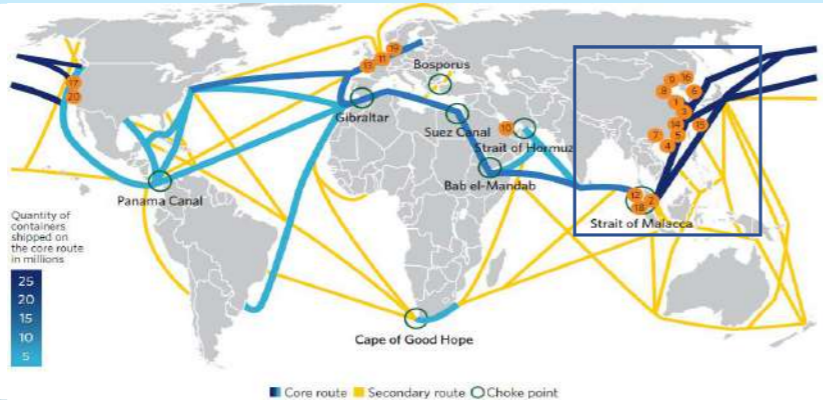 19
11
13
Bosporus
9 16
8
6
17
20
1
3
Gibraltar
Suez Canal
10
14
15
7
5
4
Strait of Hormuz
Bab el-Mandab
12
2
18
Panama Canal
Strait of Malacca
Quantity of
containers
shipped on
the core route
in millions
25
20
15
10
5
Cape of Good Hope
Core route Secondary route Choke point